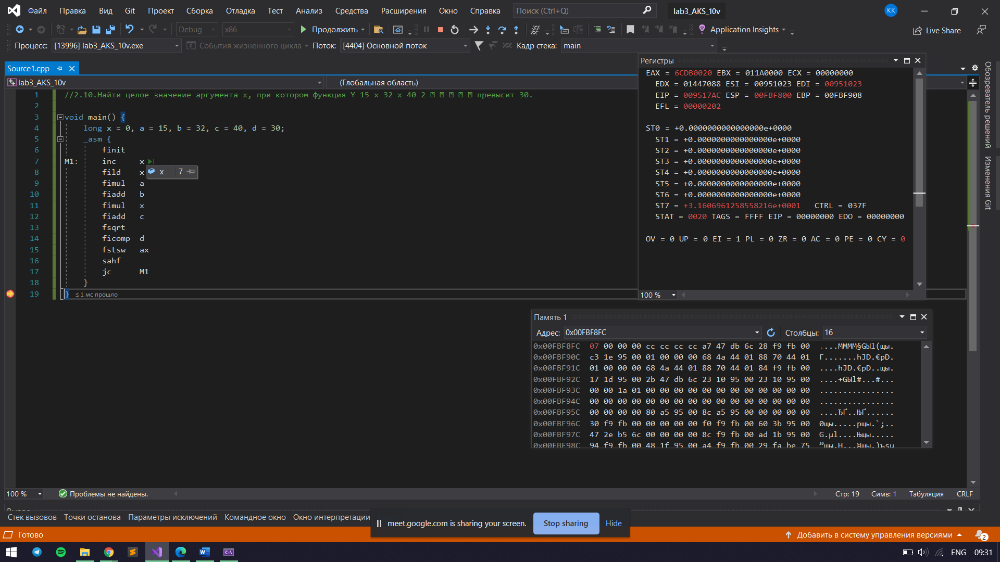 Файл Правка Вид Git Проект Сборка Отладка Тест Анализ Средства Расширения Окно Справка Поиск (Ctrl+Q) lab3_AKS_10v KK
Debug x86 Продолжить Application Insights Live Share
Процесс: [13996] lab3_AKS_10v.exe События жизненного цикла Поток: [4404] Основной поток Кадр стека: main
Source1.cpp
lab3_AKS_10v (Глобальная область)
1 //2.10.Найти целое значение аргумента x, при котором функция Y 15 x 32 x 40 2 превысит 30.
2
3 void main() {
4 long x = 0, a = 15, b = 32, c = 40, d = 30;
5 _asm {
6 finit
7 M1: inc x
8 fild x
x 7
9 fimul a
10 fiadd b
11 fimul x
12 fiadd c
13 fsqrt
14 ficomp d
15 fstsw ax
16 sahf
17 jc M1
18 }
19 } ≤ 1 мс прошло
Регистры
EAX = 6CDB0020 EBX = 011A0000 ECX = 00000000
EDX = 01447088 ESI = 00951023 EDI = 00951023
EIP = 009517AC ESP = 00FBF800 EBP = 00FBF908
EFL = 00000202
ST0 = +0.0000000000000000e+0000
ST1 = +0.0000000000000000e+0000
ST2 = +0.0000000000000000e+0000
ST3 = +0.0000000000000000e+0000
ST4 = +0.0000000000000000e+0000
ST5 = +0.0000000000000000e+0000
ST6 = +0.0000000000000000e+0000
ST7 = +3.1606961258558216e+0001 CTRL = 037F
STAT = 0020 TAGS = FFFF EIP = 00000000 EDO = 00000000
OV = 0 UP = 0 EI = 1 PL = 0 ZR = 0 AC = 0 PE = 0 CY = 0
100 %
Обозреватель решений
Изменения Git
Память 1
Адрес: 0x00FBF8FC Столбцы: 16
0x00FBF8FC 07 00 00 00 cc cc cc cc a7 47 db 6c 28 f9 fb 00 ....ММММ§GЫl(щы.
0x00FBF90C c3 1e 95 00 01 00 00 00 68 4a 44 01 88 70 44 01 Г.......hJD.€pD.
0x00FBF91C 01 00 00 00 68 4a 44 01 88 70 44 01 84 f9 fb 00 ....hJD.€pD..щы.
0x00FBF92C 17 1d 95 00 2b 47 db 6c 23 10 95 00 23 10 95 00 ....+GЫl#...#...
0x00FBF93C 00 00 1a 01 00 00 00 00 00 00 00 00 00 00 00 00 ................
0x00FBF94C 00 00 00 00 00 00 00 00 00 00 00 00 00 00 00 00 ................
0x00FBF95C 00 00 00 00 80 a5 95 00 8c a5 95 00 00 00 00 00 ....ЂҐ..ЊҐ......
0x00FBF96C 30 f9 fb 00 00 00 00 00 f0 f9 fb 00 60 3b 95 00 0щы.....рщы.`;..
0x00FBF97C 47 2e b5 6c 00 00 00 00 8c f9 fb 00 ad 1b 95 00 G.µl....Њщы.....
0x00FBF98C 94 f9 fb 00 48 1f 95 00 a4 f9 fb 00 29 fa be 75 ”щы.H...¤щы.)ъѕu
100 % Проблемы не найдены. Стр: 19 Симв: 1 Табуляция CRLF
Стек вызовов Точки останова Параметры исключений Командное окно Окно интерпретации
meet.google.com is sharing your screen. Stop sharing Hide
Готово Добавить в систему управления версиями 2
ENG 09:31